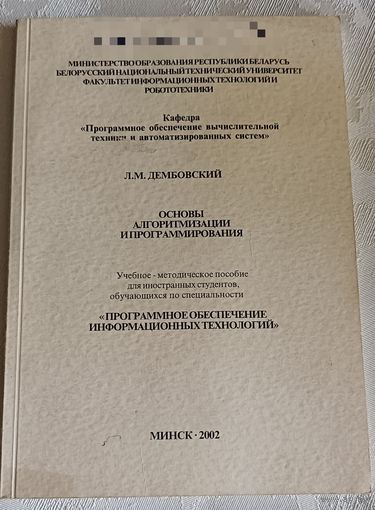 МИНИСТЕРСТВО ОБРАЗОВАНИЯ РЕСПУБЛИКИ БЕЛАРУСЬ
БЕЛОРУССКИЙ НАЦИОНАЛЬНЫЙ ТЕХНИЧЕСКИЙ УНИВЕРСИТЕТ
ФАКУЛЬТЕТ ИНФОРМАЦИОННЫХ ТЕХНОЛОГИЙ И
РОБОТОТЕХНИКИ
Кафедра
«Программное обеспечение вычислительной
техники и автоматизированных систем»
Л.М. ДЕМБОВСКИЙ
ОСНОВЫ
АЛГОРИТМИЗАЦИИ
И ПРОГРАММИРОВАНИЯ
Учебное - методическое пособие
для иностранных студентов,
обучающихся по специальности
«ПРОГРАММНОЕ ОБЕСПЕЧЕНИЕ
ИНФОРМАЦИОННЫХ ТЕХНОЛОГИЙ»
МИНСК · 2002